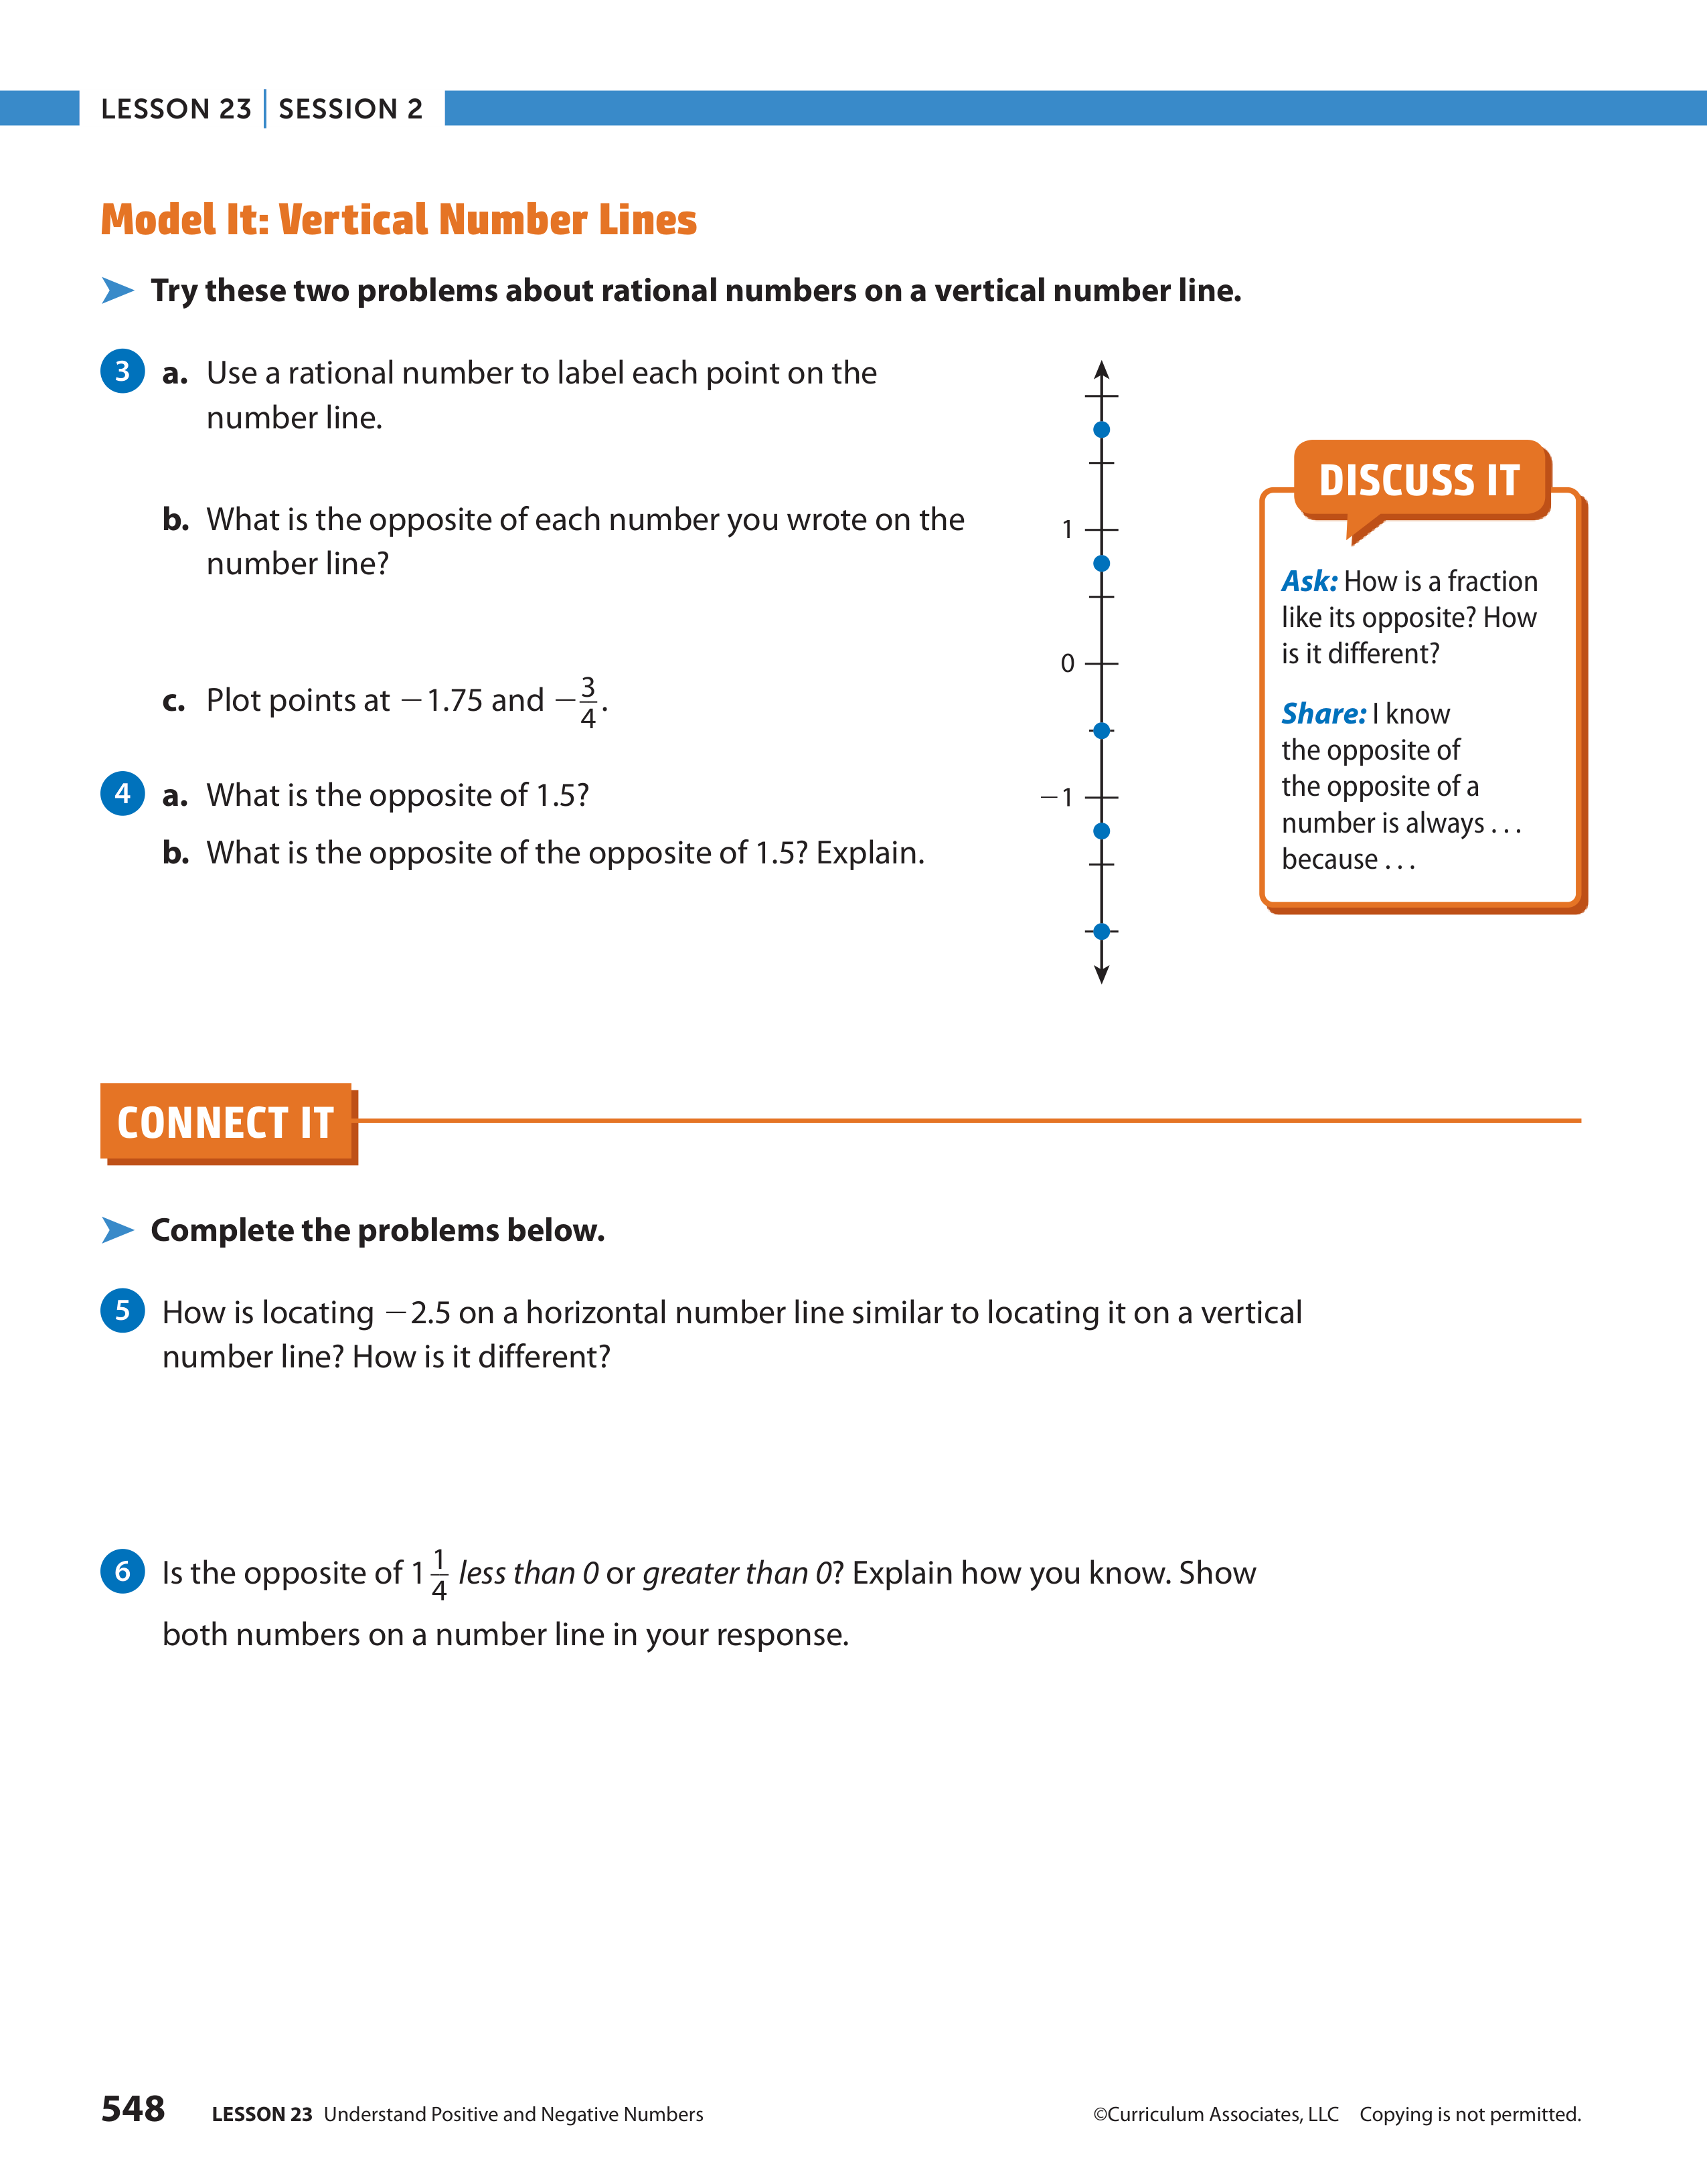 LESSON 23 | SESSION 2
Model It: Vertical Number Lines
Try these two problems about rational numbers on a vertical number line.
3 a. Use a rational number to label each point on the
number line.
b. What is the opposite of each number you wrote on the
number line?
c. Plot points at −1.75 and −3/4.
4 a. What is the opposite of 1.5?
b. What is the opposite of the opposite of 1.5? Explain.
1
0
−1
DISCUSS IT
Ask: How is a fraction
like its opposite? How
is it different?
Share: I know
the opposite of
the opposite of a
number is always . . .
because . . .
CONNECT IT
Complete the problems below.
5 How is locating −2.5 on a horizontal number line similar to locating it on a vertical
number line? How is it different?
6 Is the opposite of 1 1/4 less than 0 or greater than 0? Explain how you know. Show
both numbers on a number line in your response.
548 LESSON 23 Understand Positive and Negative Numbers
©Curriculum Associates, LLC Copying is not permitted.